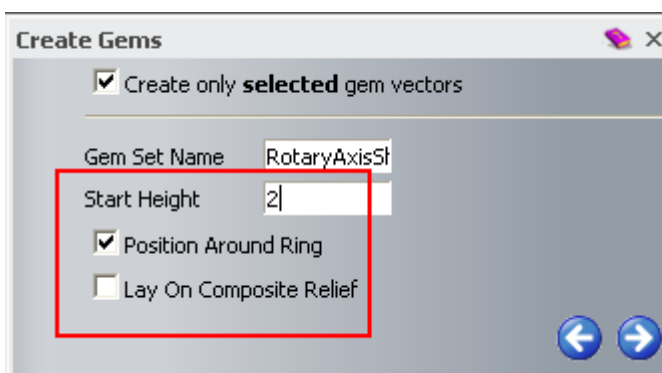 Create Gems
Create only selected gem vectors
Gem Set Name RotaryAxisSh
Start Height 2
Position Around Ring
Lay On Composite Relief